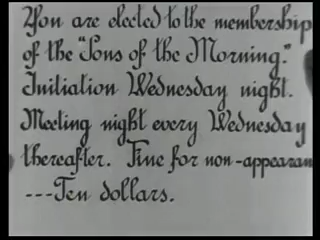 You are elected to the membership
of the "Sons of the Morning."
Initiation Wednesday night.
Meeting night every Wednesday
thereafter. Fine for non-appearan
---Ten dollars.